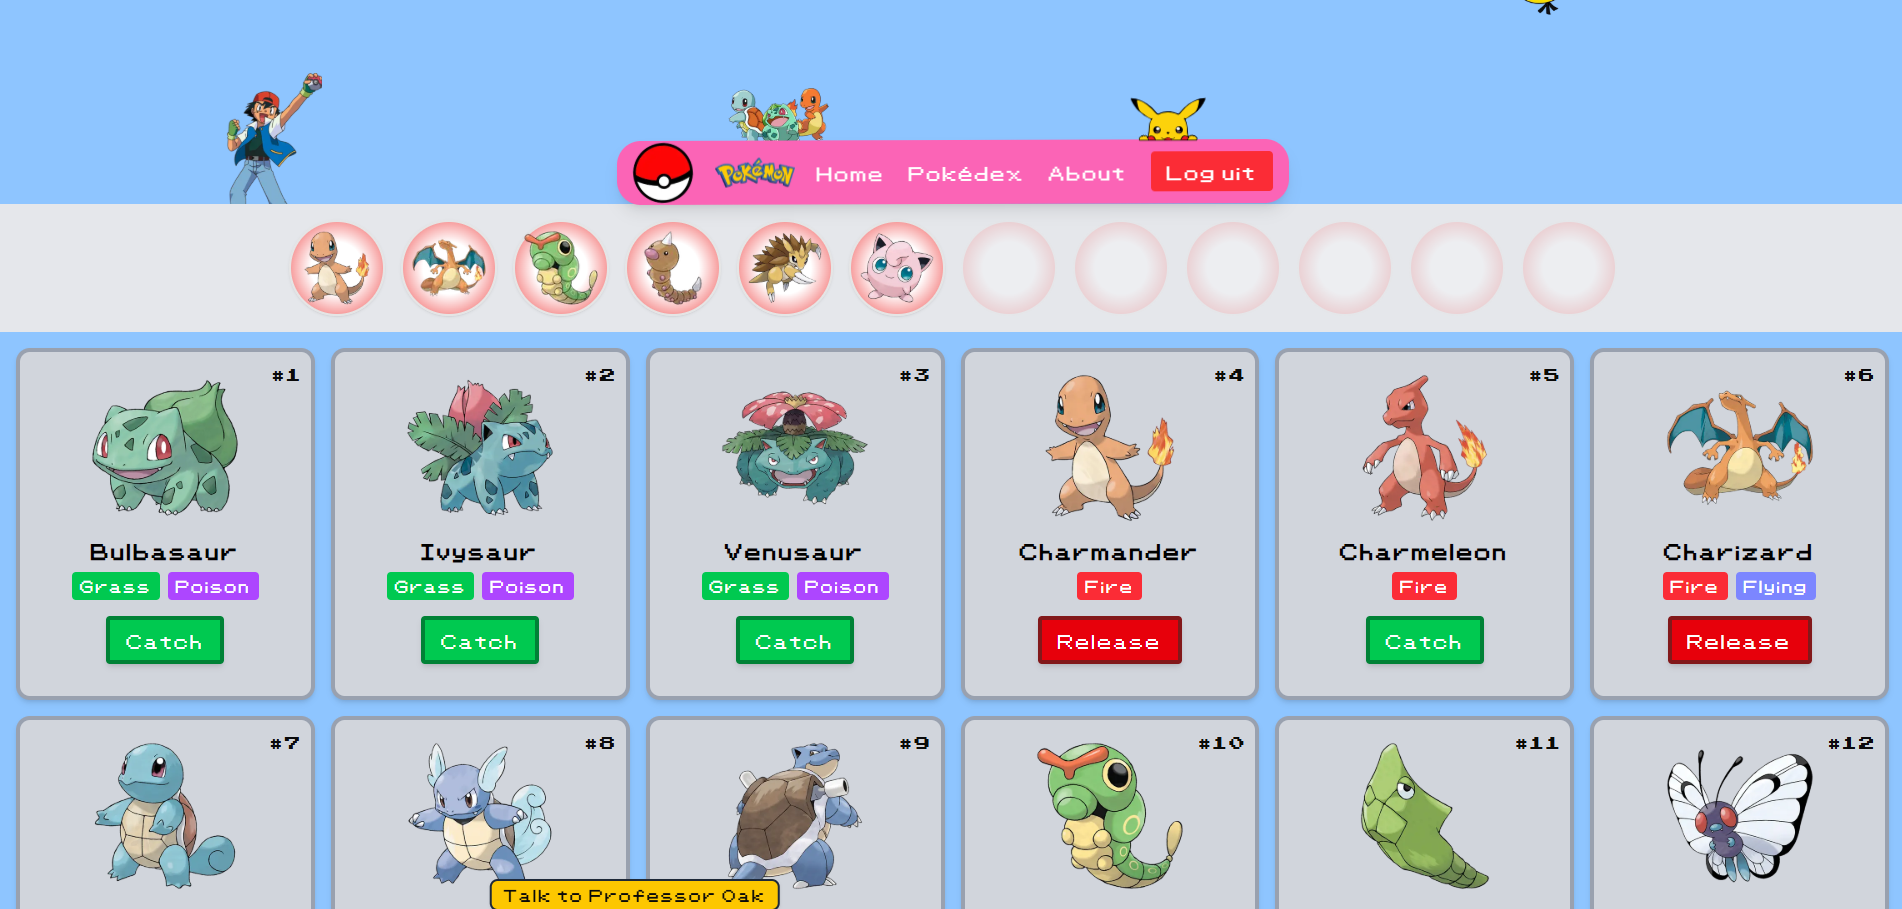 POKéMON Home Pokédex About Log uit
#1 #2 #3 #4 #5 #6
Bulbasaur Ivysaur Venusaur Charmander Charmeleon Charizard
Grass Poison Grass Poison Grass Poison Fire Fire Fire Flying
Catch Catch Catch Release Catch Release
#7 #8 #9 #10 #11 #12
Talk to Professor Oak